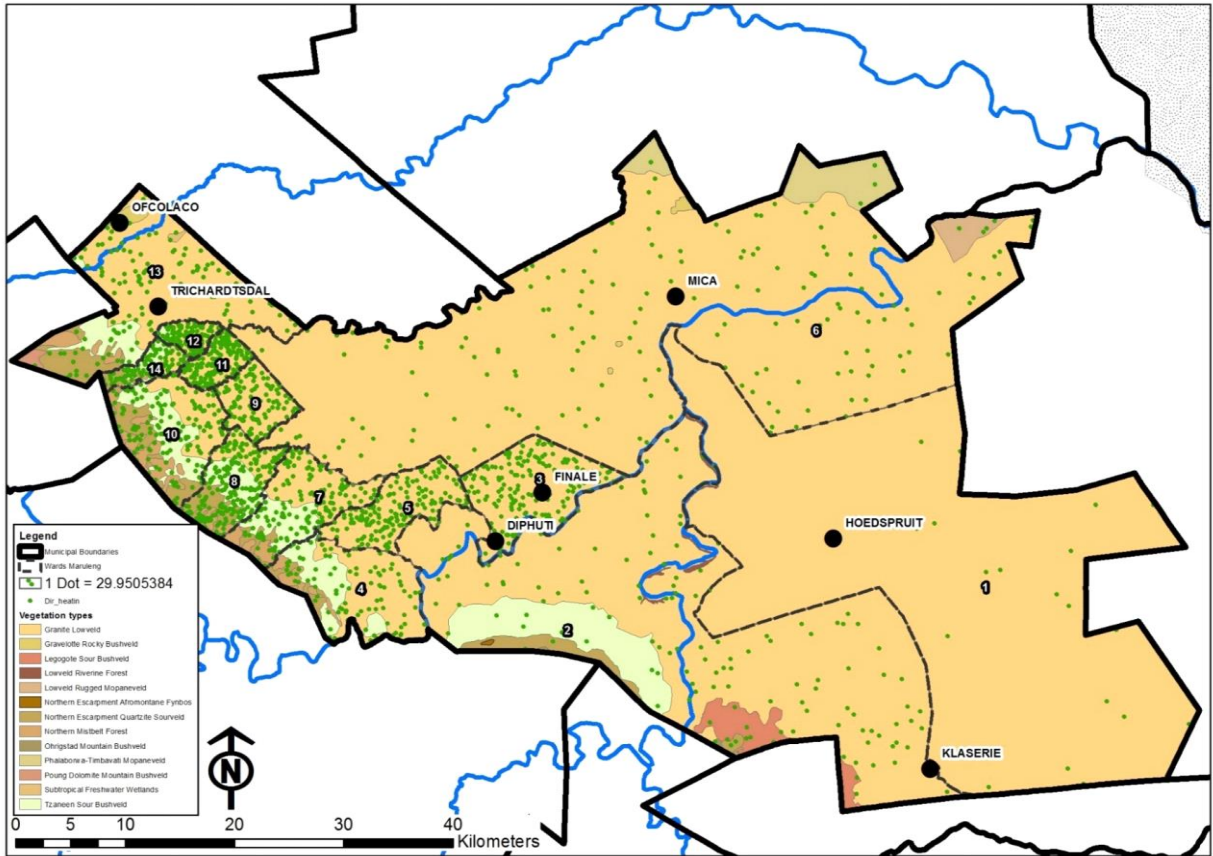 OFCOLACO
13
TRICHARDTSDAL
MICA
12
6
14
11
9
10
8
7
3
FINALE
5
DIPHUTI
HOEDSPRUIT
4
1
2
KLASERIE
Legend
Municipal Boundaries
Wards Maruleng
1 Dot = 29.9505384
Dir_heatin
Vegetation types
Granite Lowveld
Gravelotte Rocky Bushveld
Legogote Sour Bushveld
Lowveld Riverine Forest
Lowveld Rugged Mopaneveld
Northern Escarpment Afromontane Fynbos
Northern Escarpment Quartzite Sourveld
Northern Mistbelt Forest
Ohrigstad Mountain Bushveld
Phalaborwa-Timbavati Mopaneveld
Poung Dolomite Mountain Bushveld
Subtropical Freshwater Wetlands
Tzaneen Sour Bushveld
N
0 5 10 20 30 40
Kilometers